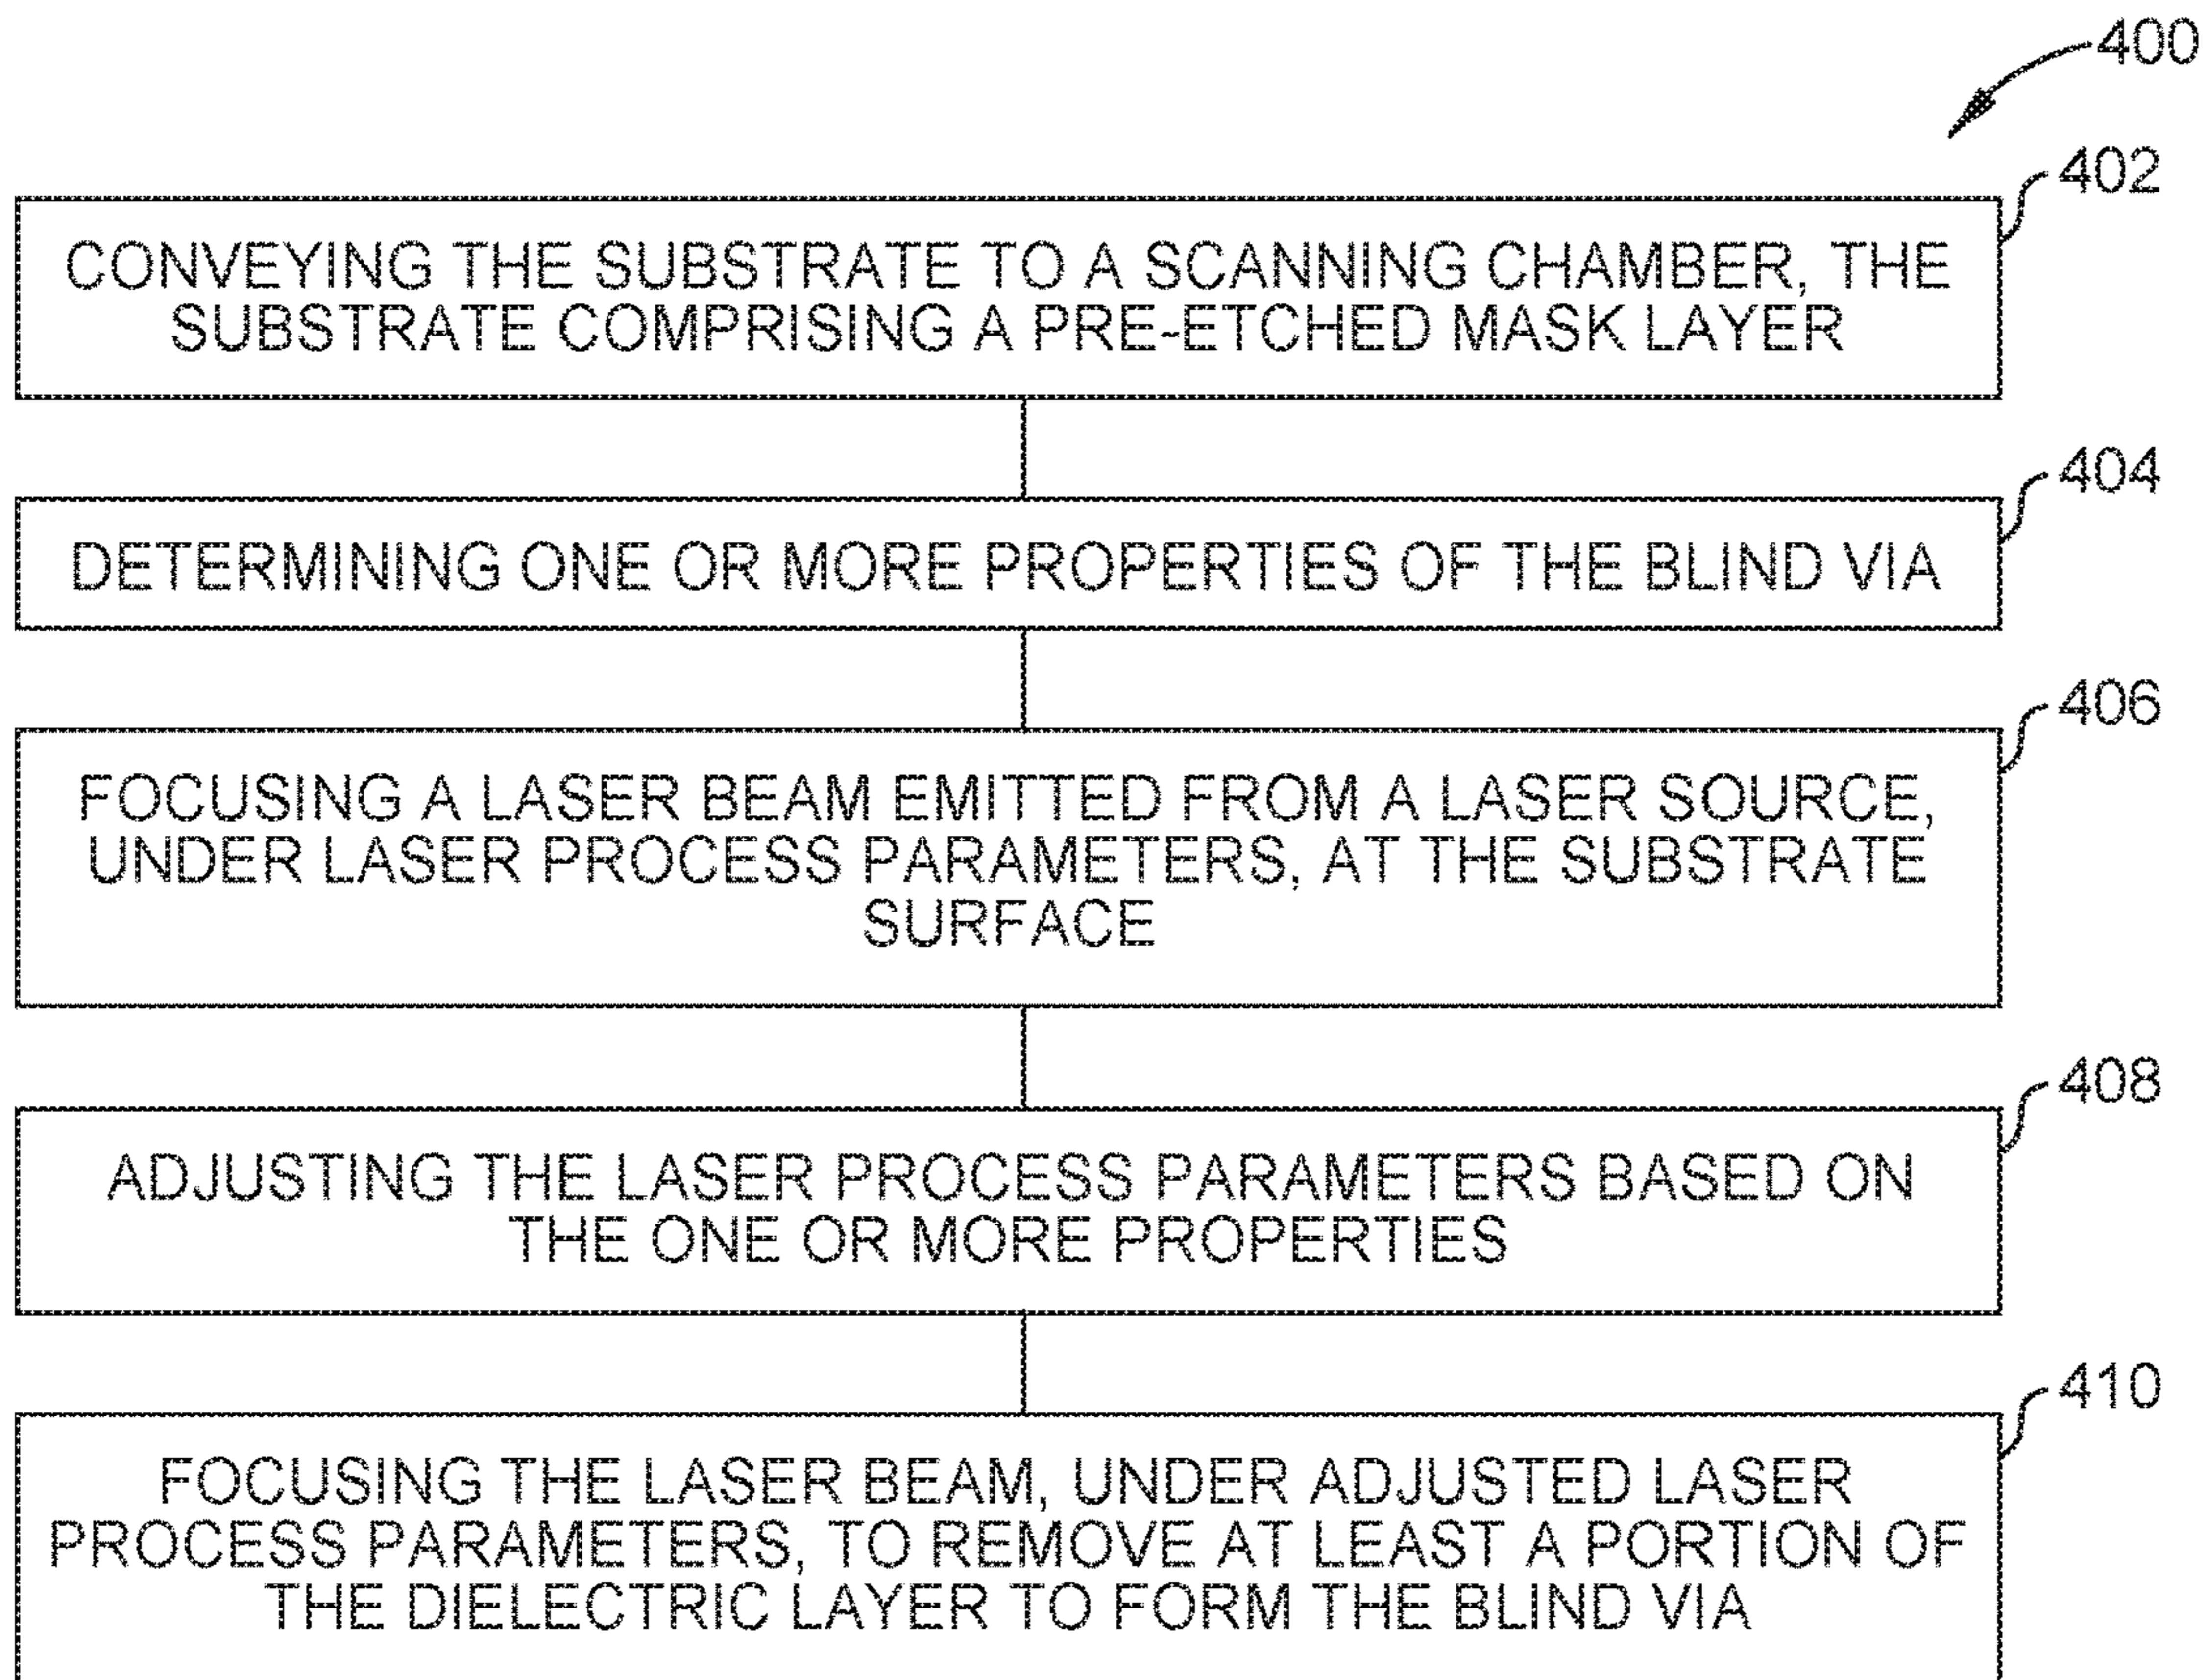 400
402
CONVEYING THE SUBSTRATE TO A SCANNING CHAMBER, THE
SUBSTRATE COMPRISING A PRE-ETCHED MASK LAYER
404
DETERMINING ONE OR MORE PROPERTIES OF THE BLIND VIA
406
FOCUSING A LASER BEAM EMITTED FROM A LASER SOURCE,
UNDER LASER PROCESS PARAMETERS, AT THE SUBSTRATE
SURFACE
408
ADJUSTING THE LASER PROCESS PARAMETERS BASED ON
THE ONE OR MORE PROPERTIES
410
FOCUSING THE LASER BEAM, UNDER ADJUSTED LASER
PROCESS PARAMETERS, TO REMOVE AT LEAST A PORTION OF
THE DIELECTRIC LAYER TO FORM THE BLIND VIA